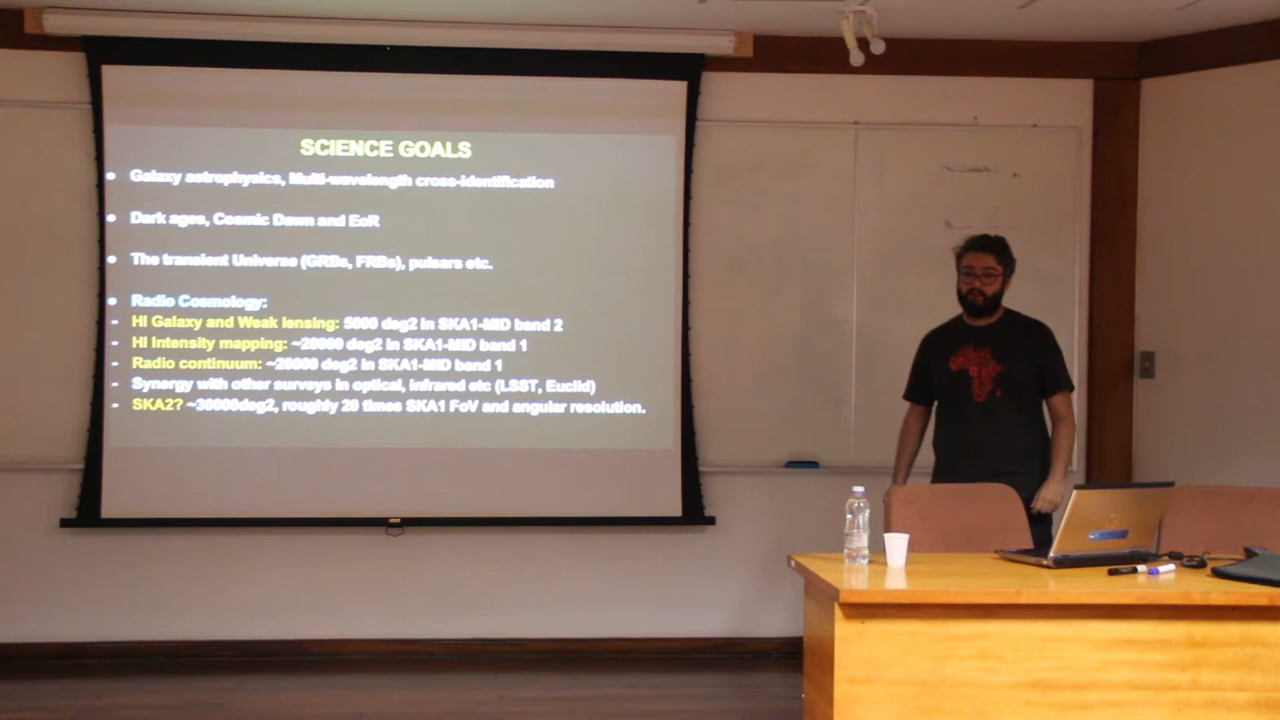 SCIENCE GOALS
• Galaxy astrophysics, Multi-wavelength cross-identification
• Dark ages, Cosmic Dawn and EoR
• The transient Universe (GRBs, FRBs), pulsars etc.
• Radio Cosmology:
- HI Galaxy and Weak lensing: 5000 deg2 in SKA1-MID band 2
- HI Intensity mapping: ~20000 deg2 in SKA1-MID band 1
- Radio continuum: ~20000 deg2 in SKA1-MID band 1
- Synergy with other surveys in optical, infrared etc (LSST, Euclid)
- SKA2? ~30000deg2, roughly 20 times SKA1 FoV and angular resolution.